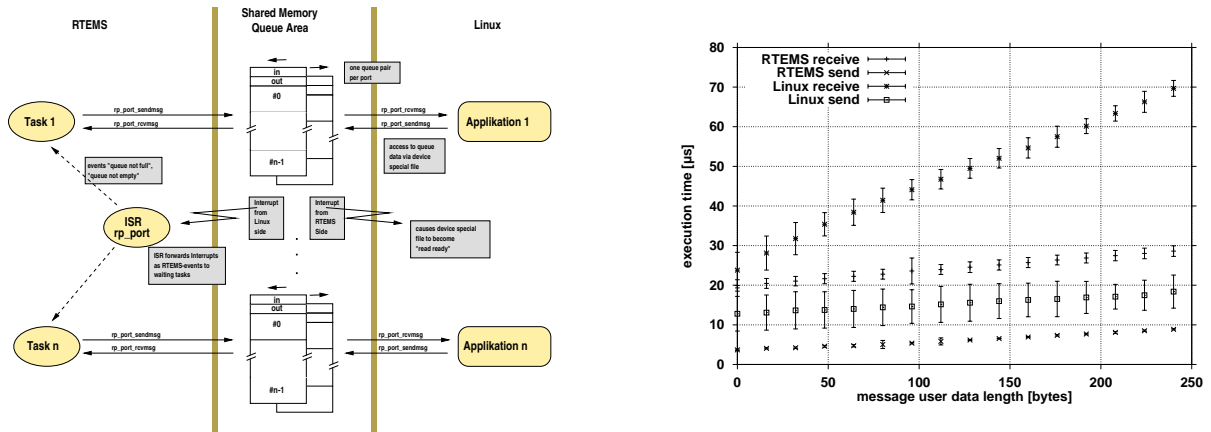 RTEMS
Shared Memory
Queue Area
Linux
in
out
#0
#n-1
one queue pair
per port
rp_port_sendmsg
rp_port_rcvmsg
Task 1
rp_port_rcvmsg
rp_port_sendmsg
Applikation 1
events "queue not full",
"queue not empty"
access to queue
data via device
special file
ISR
rp_port
Interrupt
from
Linux
side
Interrupt
from
RTEMS
Side
causes device special
file to become
"read ready"
ISR forwards Interrupts
as RTEMS-events to
waiting tasks
in
out
#0
#n-1
rp_port_sendmsg
rp_port_rcvmsg
Task n
rp_port_rcvmsg
rp_port_sendmsg
Applikation n
RTEMS receive
RTEMS send
Linux receive
Linux send
execution time [µs]
80
70
60
50
40
30
20
10
0
0 50 100 150 200 250
message user data length [bytes]